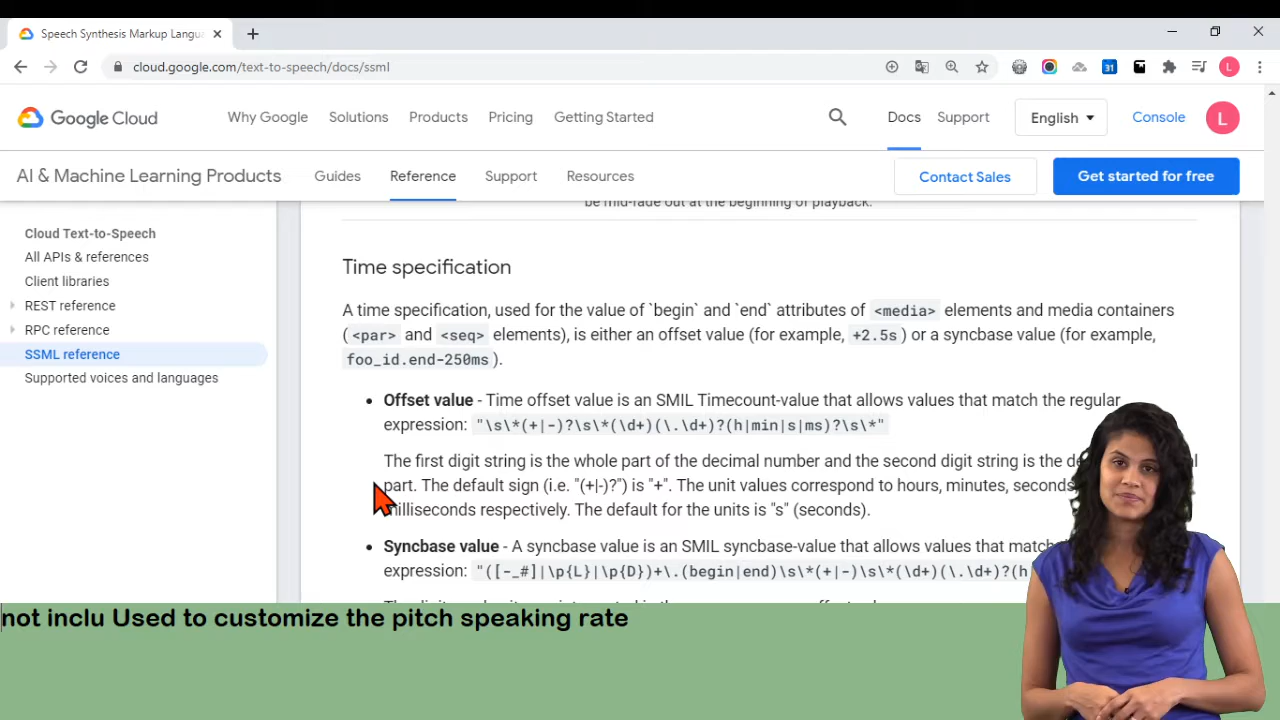 Speech Synthesis Markup Langu
cloud.google.com/text-to-speech/docs/ssml
31
L
Google Cloud
Why Google
Solutions
Products
Pricing
Getting Started
Docs
Support
English
Console
L
AI & Machine Learning Products
Guides
Reference
Support
Resources
Contact Sales
Get started for free
Cloud Text-to-Speech
All APIs & references
Client libraries
REST reference
RPC reference
SSML reference
Supported voices and languages
be mid-fade out at the beginning of playback.
Time specification
A time specification, used for the value of `begin` and `end` attributes of <media> elements and media containers
(<par> and <seq> elements), is either an offset value (for example, +2.5s) or a syncbase value (for example,
foo_id.end-250ms).
Offset value - Time offset value is an SMIL Timecount-value that allows values that match the regular
expression: "\s\*(+|-)?\s\*(\d+)(\.\d+)?(h|min|s|ms)?\s\*"
The first digit string is the whole part of the decimal number and the second digit string is the de
part. The default sign (i.e. "(+|-)?") is "+". The unit values correspond to hours, minutes, seconds
milliseconds respectively. The default for the units is "s" (seconds).
Syncbase value - A syncbase value is an SMIL syncbase-value that allows values that match
expression: "([-_#]|\p{L}|\p{D})+\.(begin|end)\s\*(+|-)\s\*(\d+)(\.\d+)?(h
not inclu Used to customize the pitch speaking rate